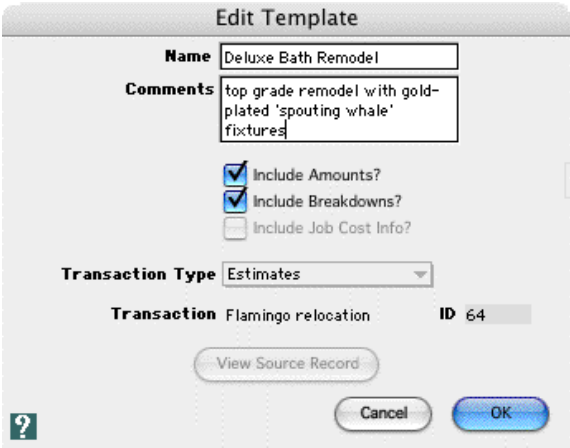 Edit Template
Name Deluxe Bath Remodel
Comments top grade remodel with gold-
plated 'spouting whale'
fixtures
Include Amounts?
Include Breakdowns?
Include Job Cost Info?
Transaction Type Estimates
Transaction Flamingo relocation ID 64
View Source Record
? Cancel OK